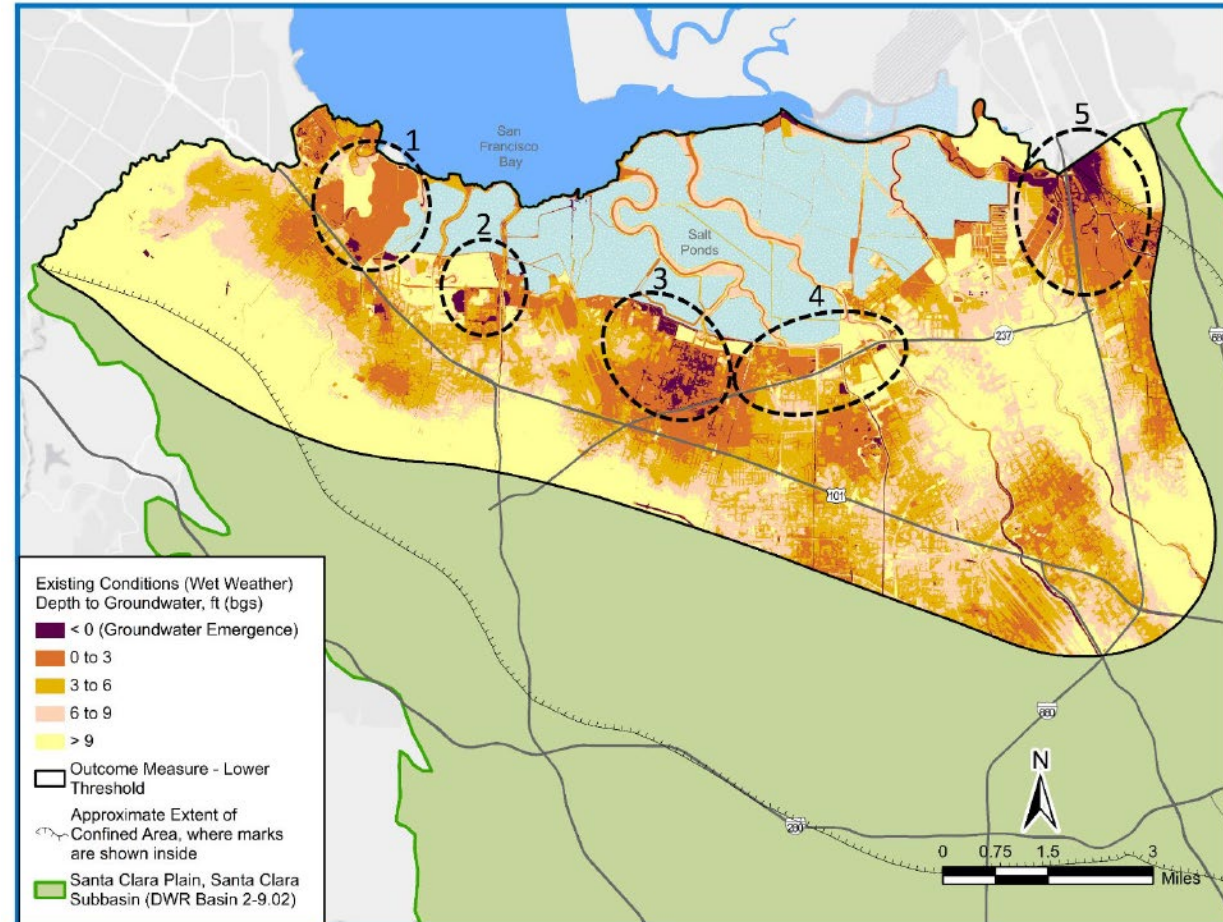 San
Francisco
Bay
Salt
Ponds
1
2
3
4
5
237
680
101
880
280
Existing Conditions (Wet Weather)
Depth to Groundwater, ft (bgs)
< 0 (Groundwater Emergence)
0 to 3
3 to 6
6 to 9
> 9
Outcome Measure - Lower
Threshold
Approximate Extent of
Confined Area, where marks
are shown inside
Santa Clara Plain, Santa Clara
Subbasin (DWR Basin 2-9.02)
N
0 0.75 1.5 3
Miles